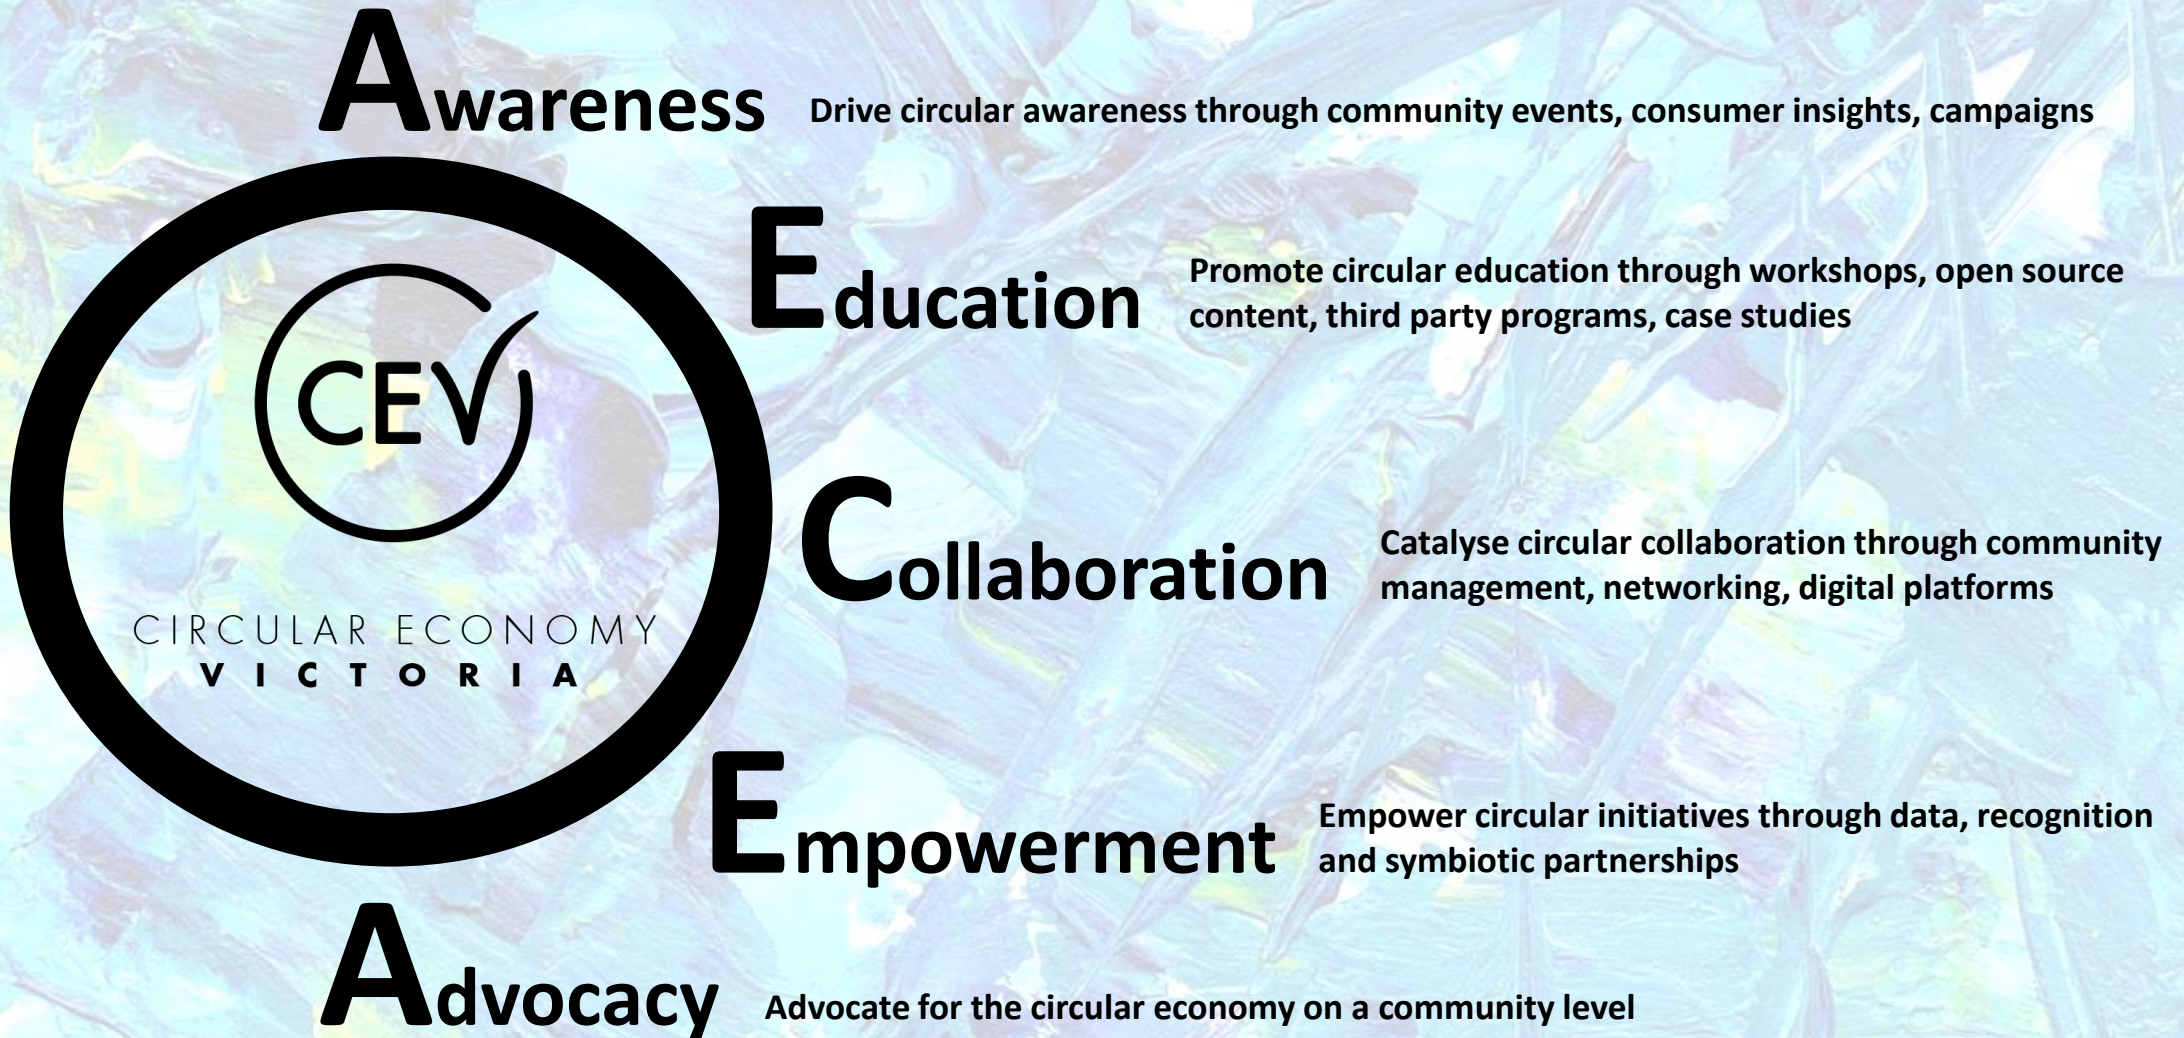 Awareness
Drive circular awareness through community events, consumer insights, campaigns
Education
Promote circular education through workshops, open source
content, third party programs, case studies
CEV
CIRCULAR ECONOMY
VICTORIA
Collaboration
Catalyse circular collaboration through community
management, networking, digital platforms
Empowerment
Empower circular initiatives through data, recognition
and symbiotic partnerships
Advocacy
Advocate for the circular economy on a community level